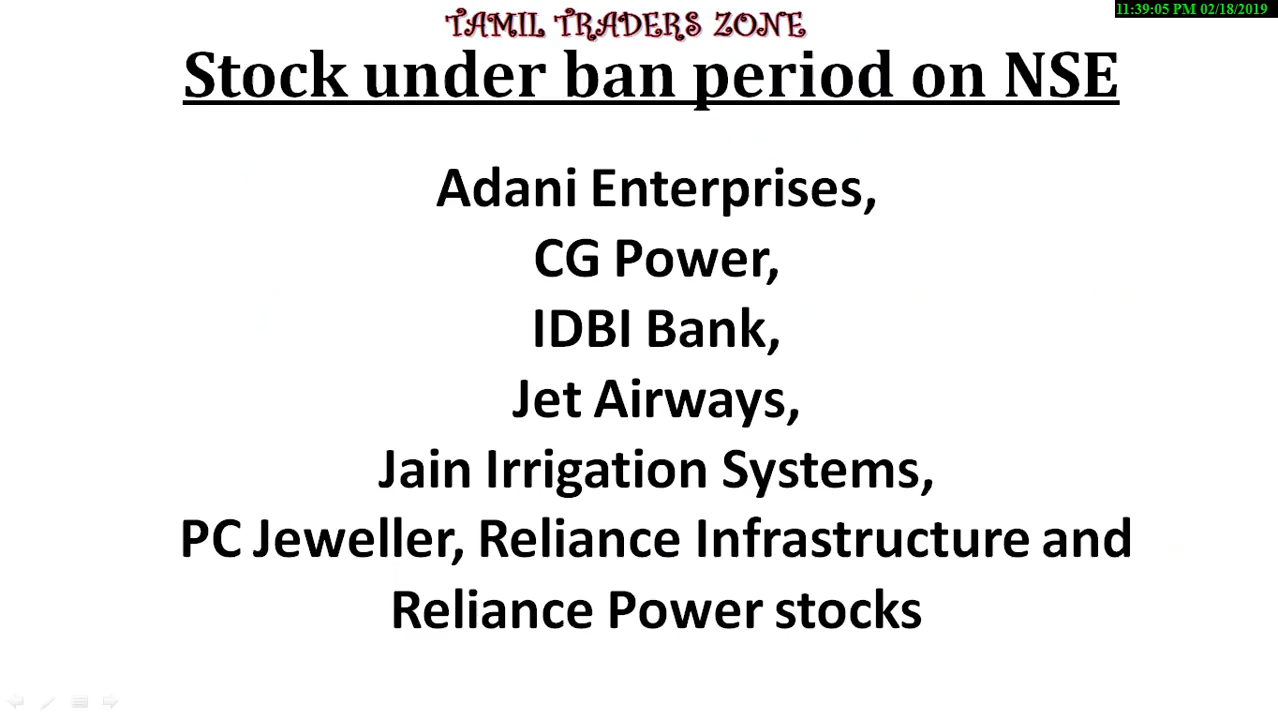 11:39:05 PM 02/18/2019
TAMIL TRADERS ZONE
Stock under ban period on NSE
Adani Enterprises,
CG Power,
IDBI Bank,
Jet Airways,
Jain Irrigation Systems,
PC Jeweller, Reliance Infrastructure and
Reliance Power stocks